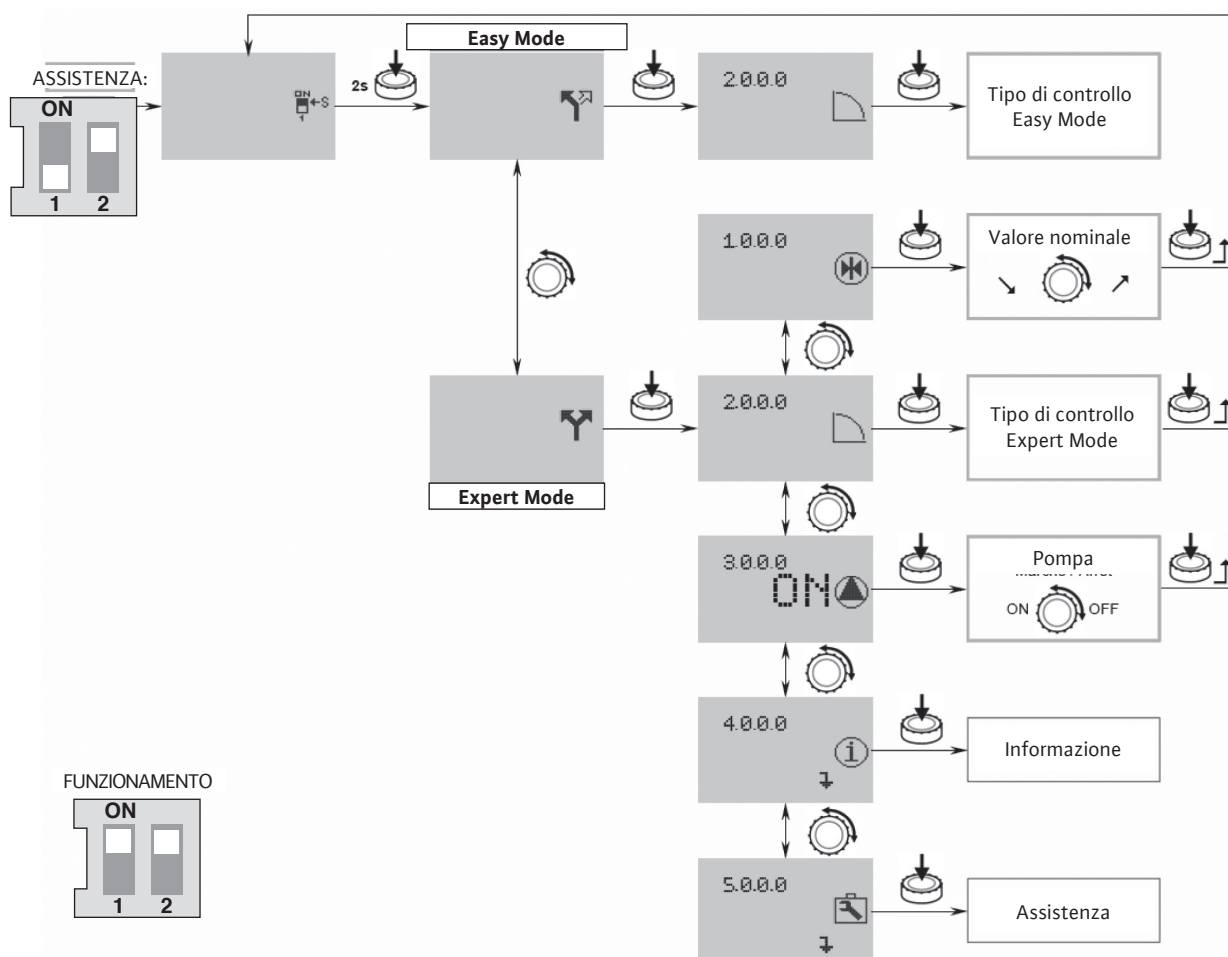 Easy Mode
ASSISTENZA:
ON
1 2
ON
←S
1
2s
2.0.0.0
Tipo di controllo
Easy Mode
1.0.0.0
Valore nominale
2.0.0.0
Tipo di controllo
Expert Mode
Expert Mode
3.0.0.0
ON
Pompa
ON OFF
4.0.0.0
i
Informazione
FUNZIONAMENTO
ON
1 2
5.0.0.0
Assistenza